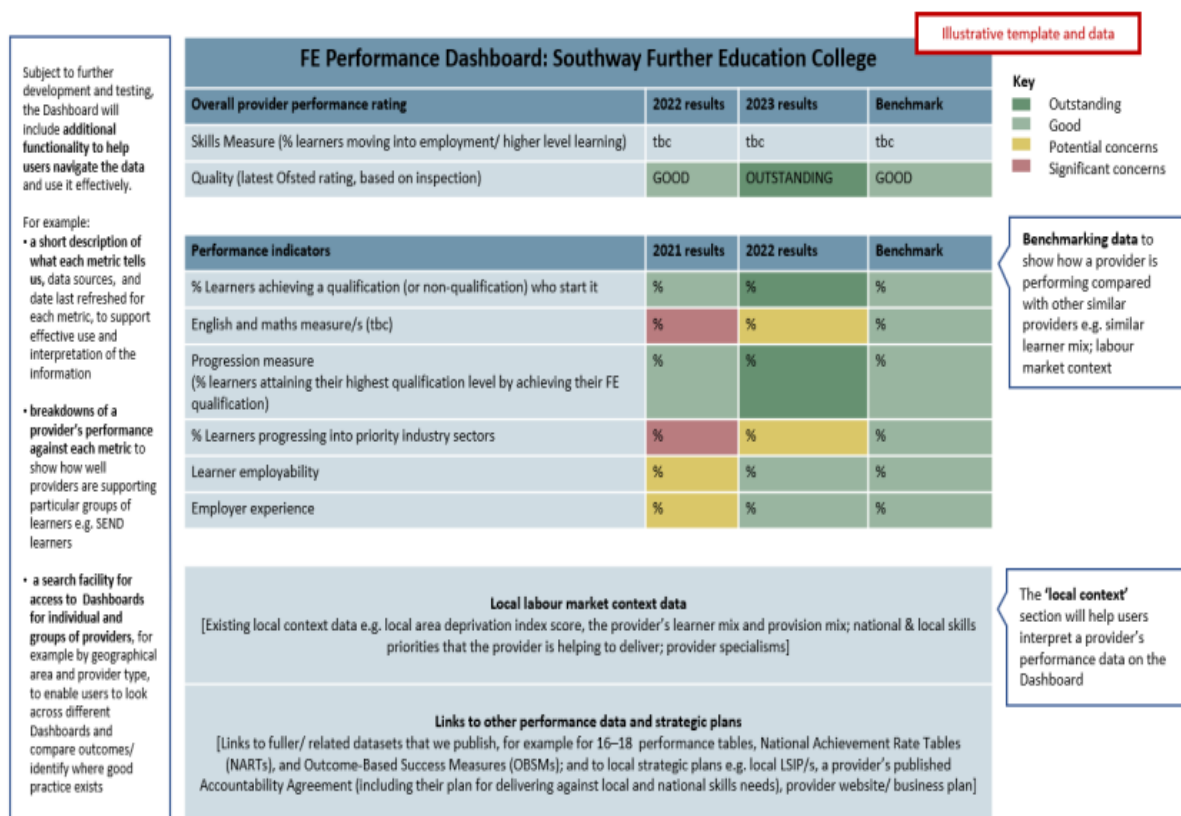 Illustrative template and data
FE Performance Dashboard: Southway Further Education College
Overall provider performance rating 2022 results 2023 results Benchmark
Skills Measure (% learners moving into employment/ higher level learning) tbc tbc tbc
Quality (latest Ofsted rating, based on inspection) GOOD OUTSTANDING GOOD
Key
Outstanding
Good
Potential concerns
Significant concerns
Subject to further
development and testing,
the Dashboard will
include additional
functionality to help
users navigate the data
and use it effectively.
For example:
• a short description of
what each metric tells
us, data sources, and
date last refreshed for
each metric, to support
effective use and
interpretation of the
information
• breakdowns of a
provider's performance
against each metric to
show how well
providers are supporting
particular groups of
learners e.g. SEND
learners
• a search facility for
access to Dashboards
for individual and
groups of providers, for
example by geographical
area and provider type,
to enable users to look
across different
Dashboards and
compare outcomes/
identify where good
practice exists
Performance indicators 2021 results 2022 results Benchmark
% Learners achieving a qualification (or non-qualification) who start it % % %
English and maths measure/s (tbc) % % %
Progression measure % % %
(% learners attaining their highest qualification level by achieving their FE
qualification)
% Learners progressing into priority industry sectors % % %
Learner employability % % %
Employer experience % % %
Benchmarking data to
show how a provider is
performing compared
with other similar
providers e.g. similar
learner mix; labour
market context
Local labour market context data
[Existing local context data e.g. local area deprivation index score, the provider's learner mix and provision mix; national & local skills
priorities that the provider is helping to deliver; provider specialisms]
The 'local context'
section will help users
interpret a provider's
performance data on the
Dashboard
Links to other performance data and strategic plans
[Links to fuller/ related datasets that we publish, for example for 16–18 performance tables, National Achievement Rate Tables
(NARTs), and Outcome-Based Success Measures (OBSMs); and to local strategic plans e.g. local LSIP/s, a provider's published
Accountability Agreement (including their plan for delivering against local and national skills needs), provider website/ business plan]